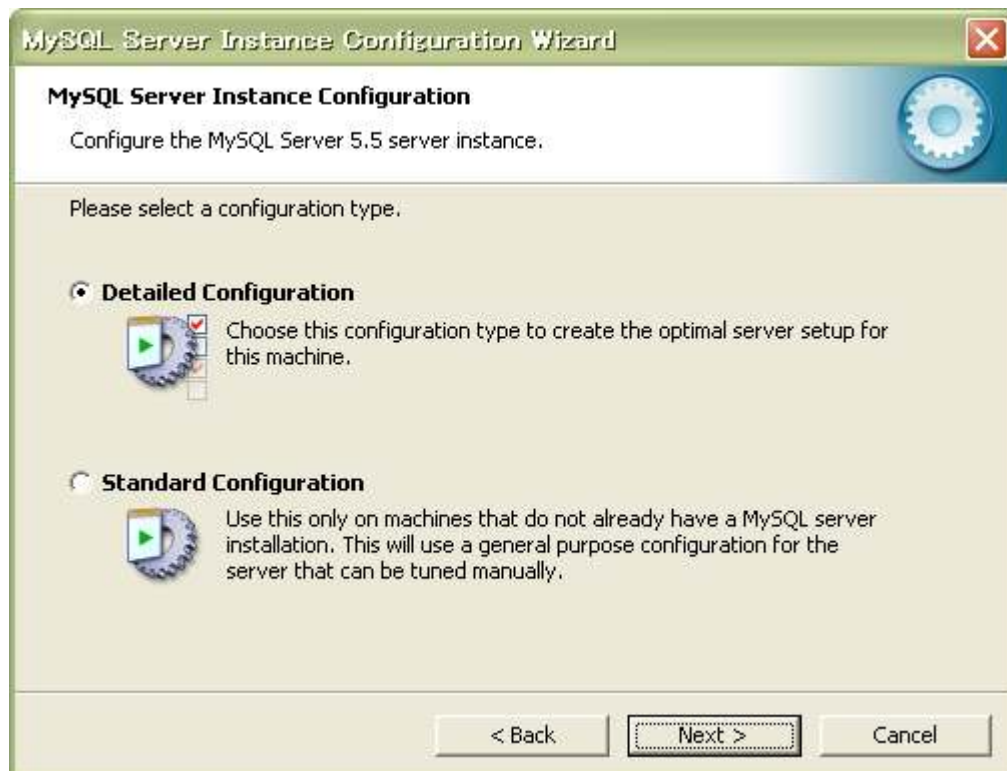 MySQL Server Instance Configuration Wizard
MySQL Server Instance Configuration
Configure the MySQL Server 5.5 server instance.
Please select a configuration type.
Detailed Configuration
Choose this configuration type to create the optimal server setup for
this machine.
Standard Configuration
Use this only on machines that do not already have a MySQL server
installation. This will use a general purpose configuration for the
server that can be tuned manually.
< Back Next > Cancel